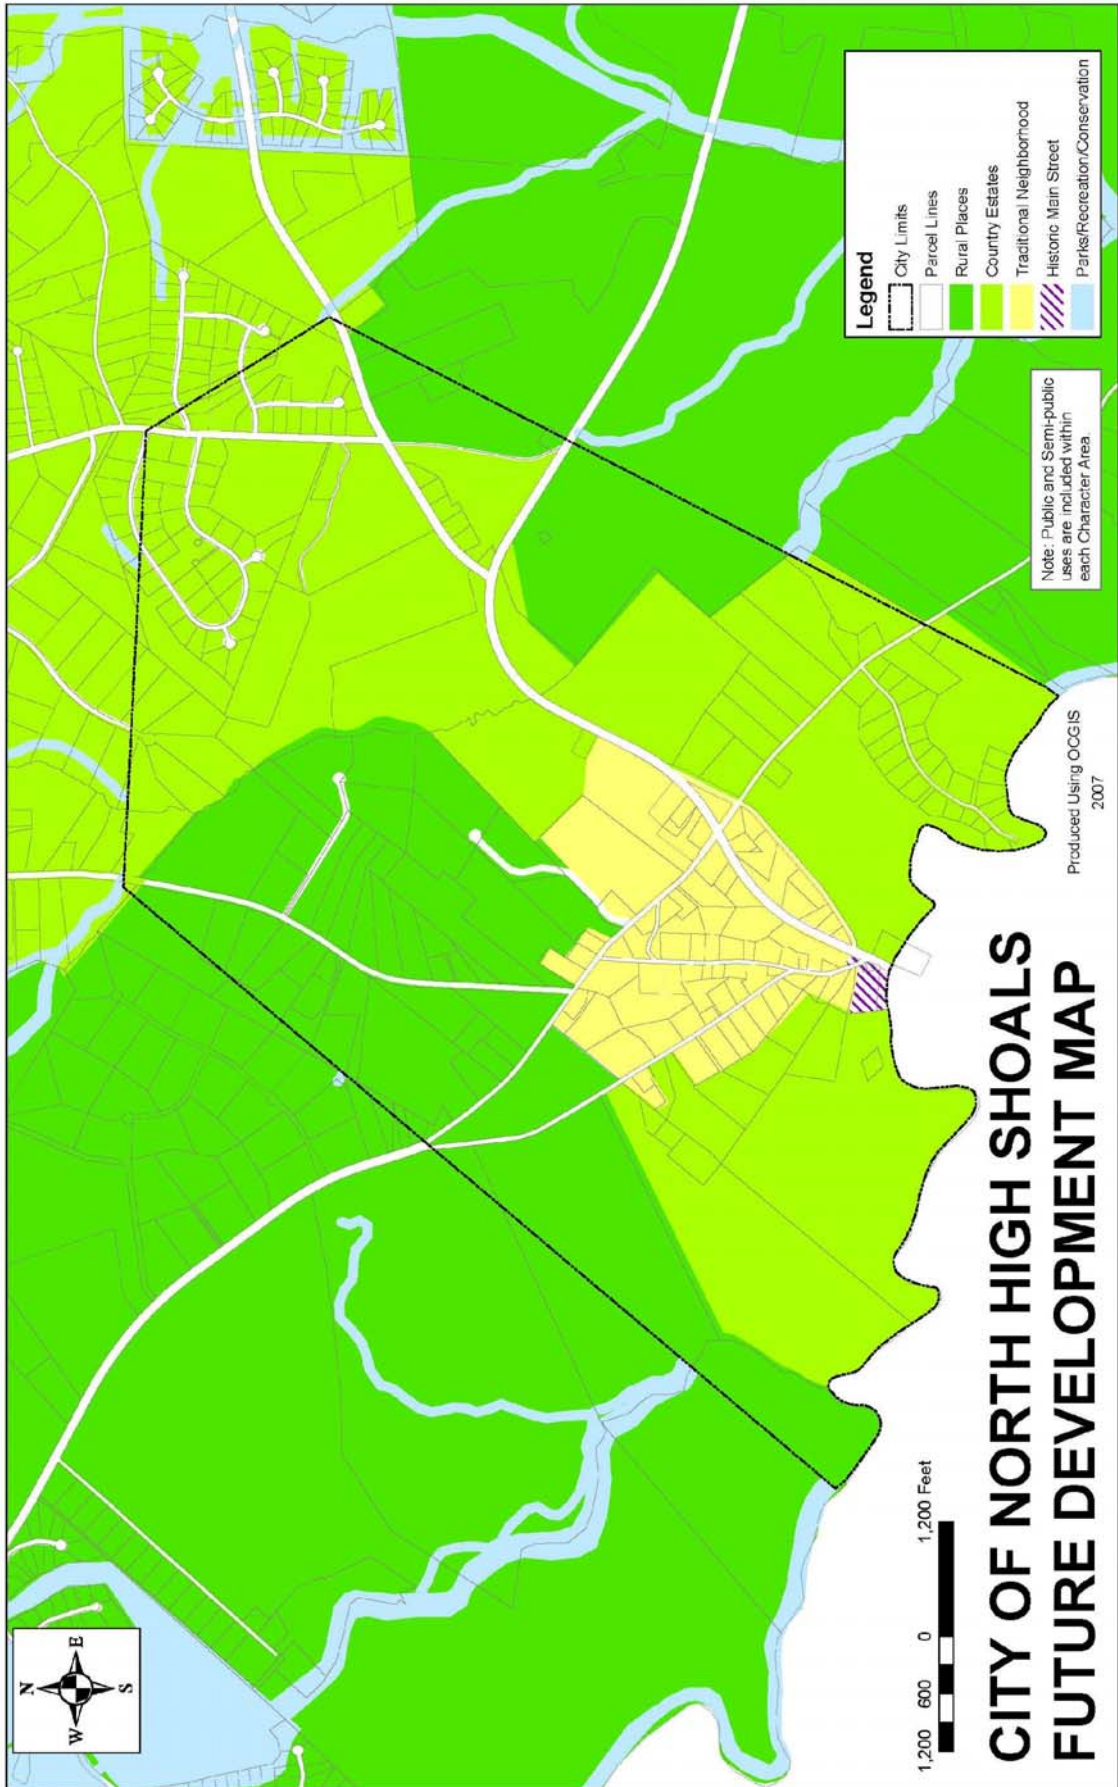 N
W E
S
Legend
City Limits
Parcel Lines
Rural Places
Country Estates
Traditional Neighborhood
Historic Main Street
Parks/Recreation/Conservation
Note: Public and Semi-public
uses are included within
each Character Area.
Produced Using OCGIS
2007
1,200 600 0 1,200 Feet
CITY OF NORTH HIGH SHOALS
FUTURE DEVELOPMENT MAP